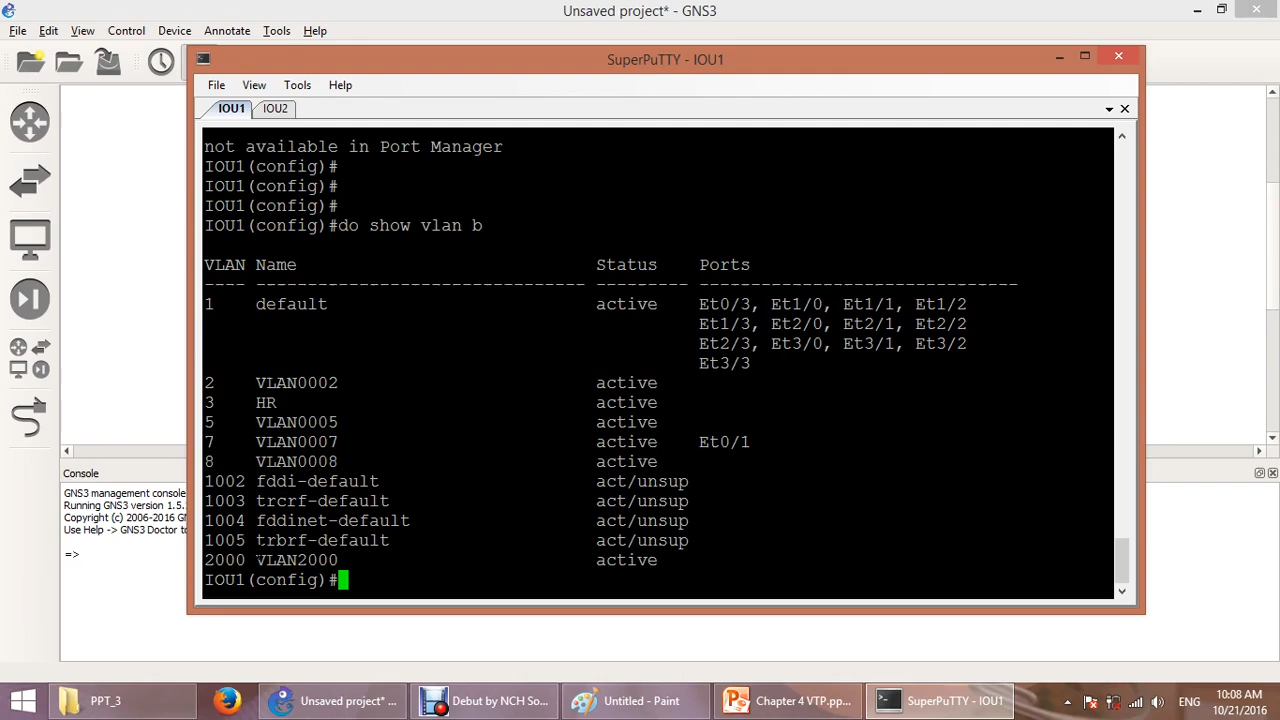 Unsaved project* - GNS3
File Edit View Control Device Annotate Tools Help
SuperPuTTY - IOU1
File View Tools Help
IOU1 IOU2
not available in Port Manager
IOU1(config)#
IOU1(config)#
IOU1(config)#
IOU1(config)#do show vlan b
VLAN Name Status Ports
---- -------------------------------- --------- -------------------------------
1 default active Et0/3, Et1/0, Et1/1, Et1/2
Et1/3, Et2/0, Et2/1, Et2/2
Et2/3, Et3/0, Et3/1, Et3/2
Et3/3
2 VLAN0002 active
3 HR active
5 VLAN0005 active
7 VLAN0007 active Et0/1
8 VLAN0008 active
1002 fddi-default act/unsup
1003 trcrf-default act/unsup
1004 fddinet-default act/unsup
1005 trbrf-default act/unsup
2000 VLAN2000 active
IOU1(config)#
Console
GNS3 management console
Running GNS3 version 1.5.
Copyright (c) 2006-2016
Use Help -> GNS3 Doctor to
=>
PPT_3
Unsaved project*...
Debut by NCH So...
Untitled - Paint
Chapter 4 VTP.pp...
SuperPuTTY - IOU1
ENG
10:08 AM
10/21/2016